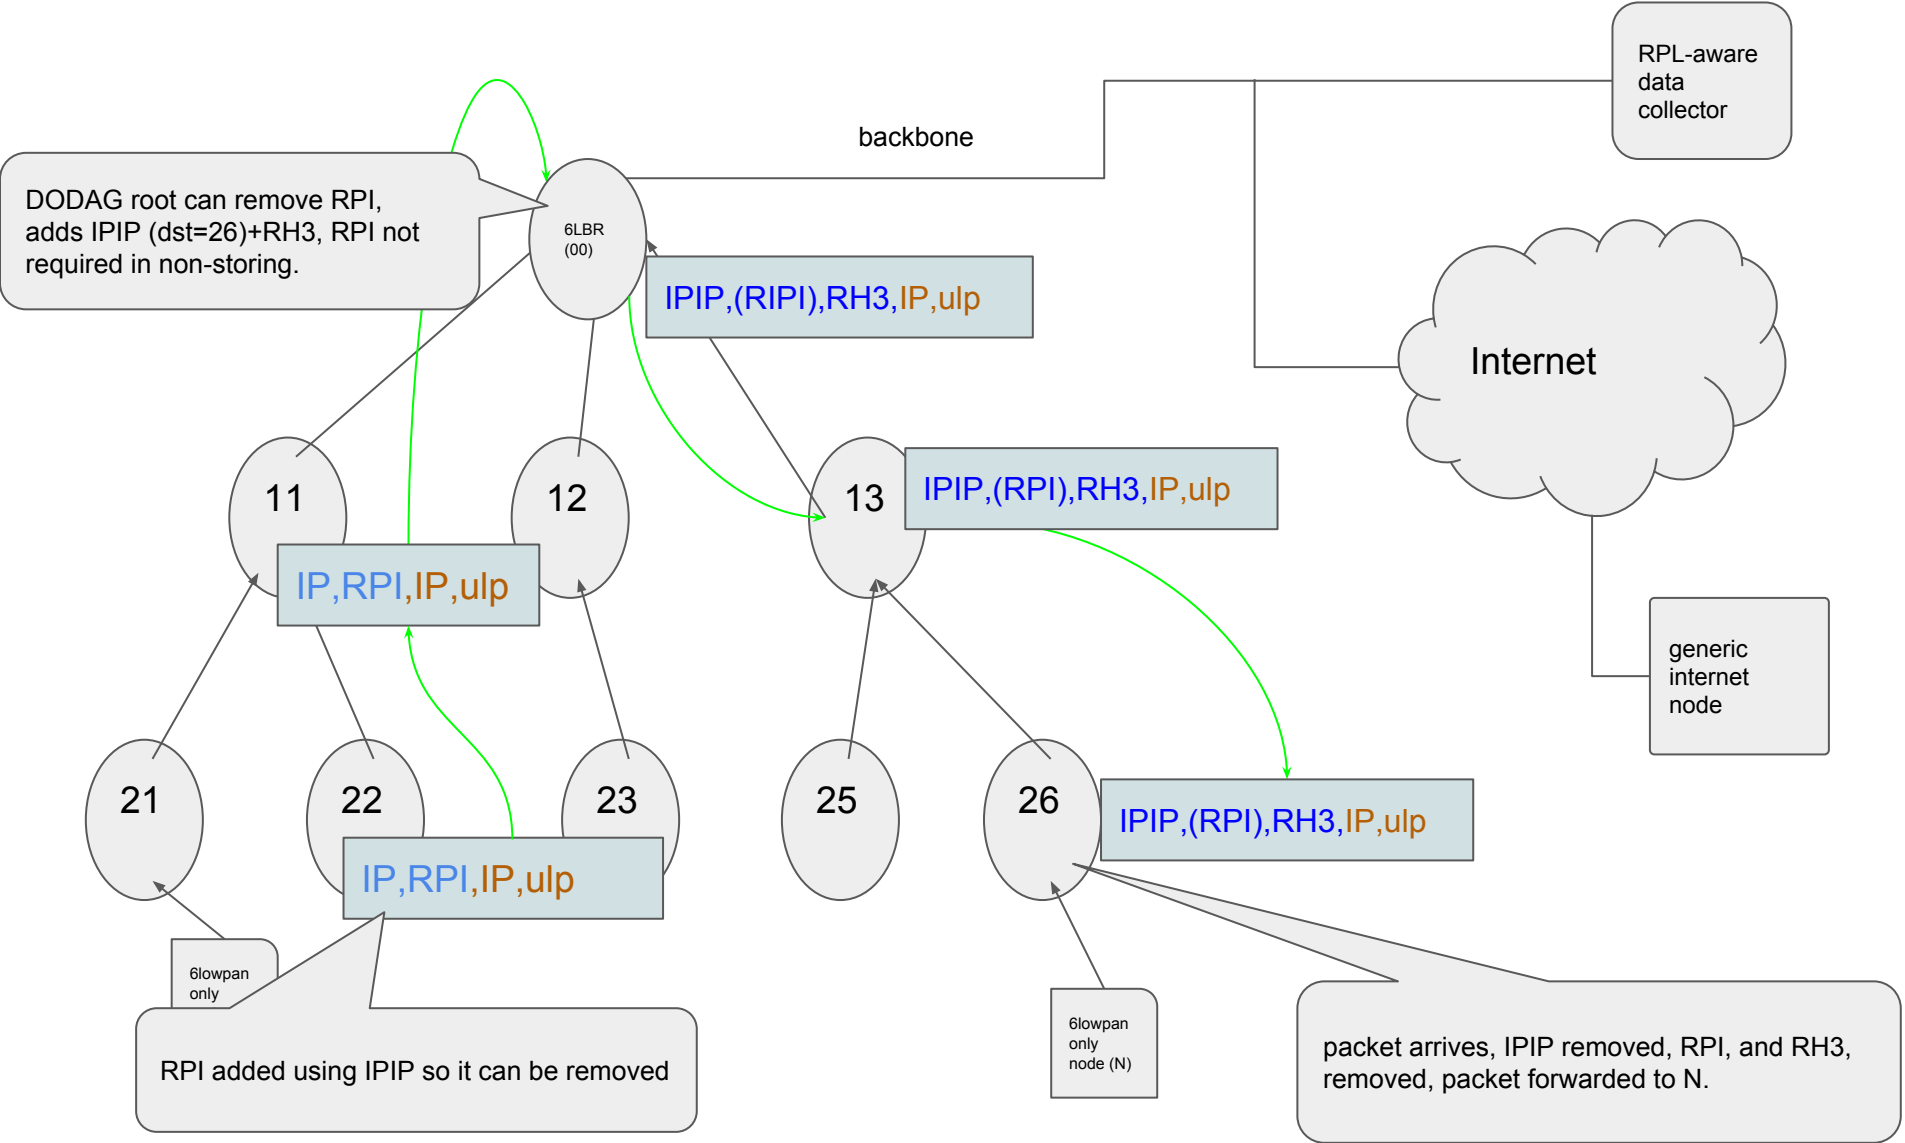 RPL-aware
data
collector
backbone
DODAG root can remove RPI,
adds IPIP (dst=26)+RH3, RPI not
required in non-storing.
6LBR
(00)
IPIP,(RIPI),RH3,IP,ulp
Internet
11
12
13
IPIP,(RPI),RH3,IP,ulp
IP,RPI,IP,ulp
generic
internet
node
21
22
23
25
26
IPIP,(RPI),RH3,IP,ulp
IP,RPI,IP,ulp
6lowpan
only
6lowpan
only
node (N)
RPI added using IPIP so it can be removed
packet arrives, IPIP removed, RPI, and RH3,
removed, packet forwarded to N.